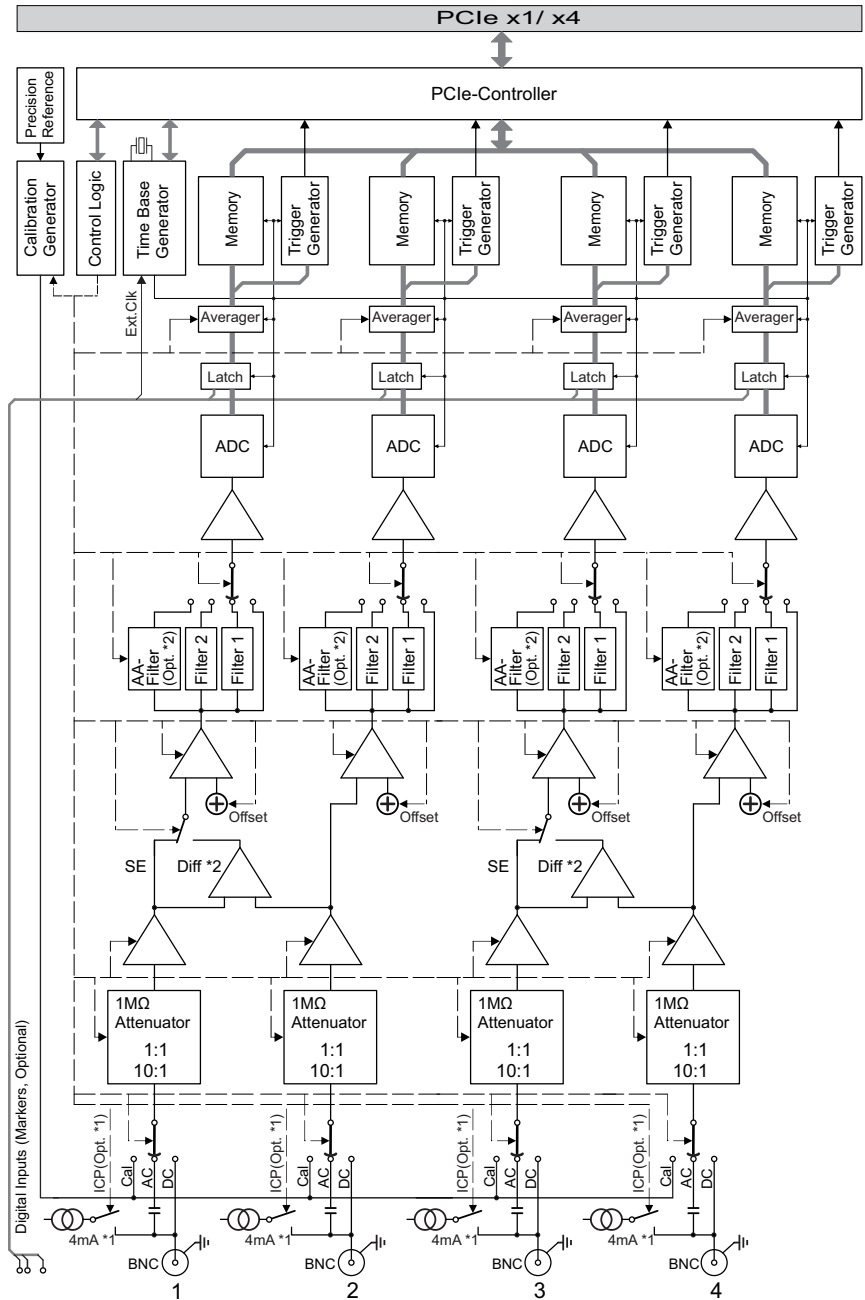 PCIe x1/ x4
PCIe-Controller
Precision
Reference
Calibration
Generator
Control Logic
Time Base
Generator
Ext.Clk
Memory
Trigger
Generator
Memory
Trigger
Generator
Memory
Trigger
Generator
Memory
Trigger
Generator
Averager
Averager
Averager
Averager
Latch
Latch
Latch
Latch
ADC
ADC
ADC
ADC
AA-
Filter
(Opt. *2)
Filter 2
Filter 1
AA-
Filter
(Opt. *2)
Filter 2
Filter 1
AA-
Filter
(Opt. *2)
Filter 2
Filter 1
AA-
Filter
(Opt. *2)
Filter 2
Filter 1
Offset
Offset
Offset
Offset
SE
Diff *2
SE
Diff *2
1MΩ
Attenuator
1:1
10:1
1MΩ
Attenuator
1:1
10:1
1MΩ
Attenuator
1:1
10:1
1MΩ
Attenuator
1:1
10:1
Digital Inputs (Markers, Optional)
ICP(Opt. *1)
Cal
AC
DC
ICP(Opt. *1)
Cal
AC
DC
ICP(Opt. *1)
Cal
AC
DC
ICP(Opt. *1)
Cal
AC
DC
4mA *1
4mA *1
4mA *1
4mA *1
BNC
BNC
BNC
BNC
1
2
3
4